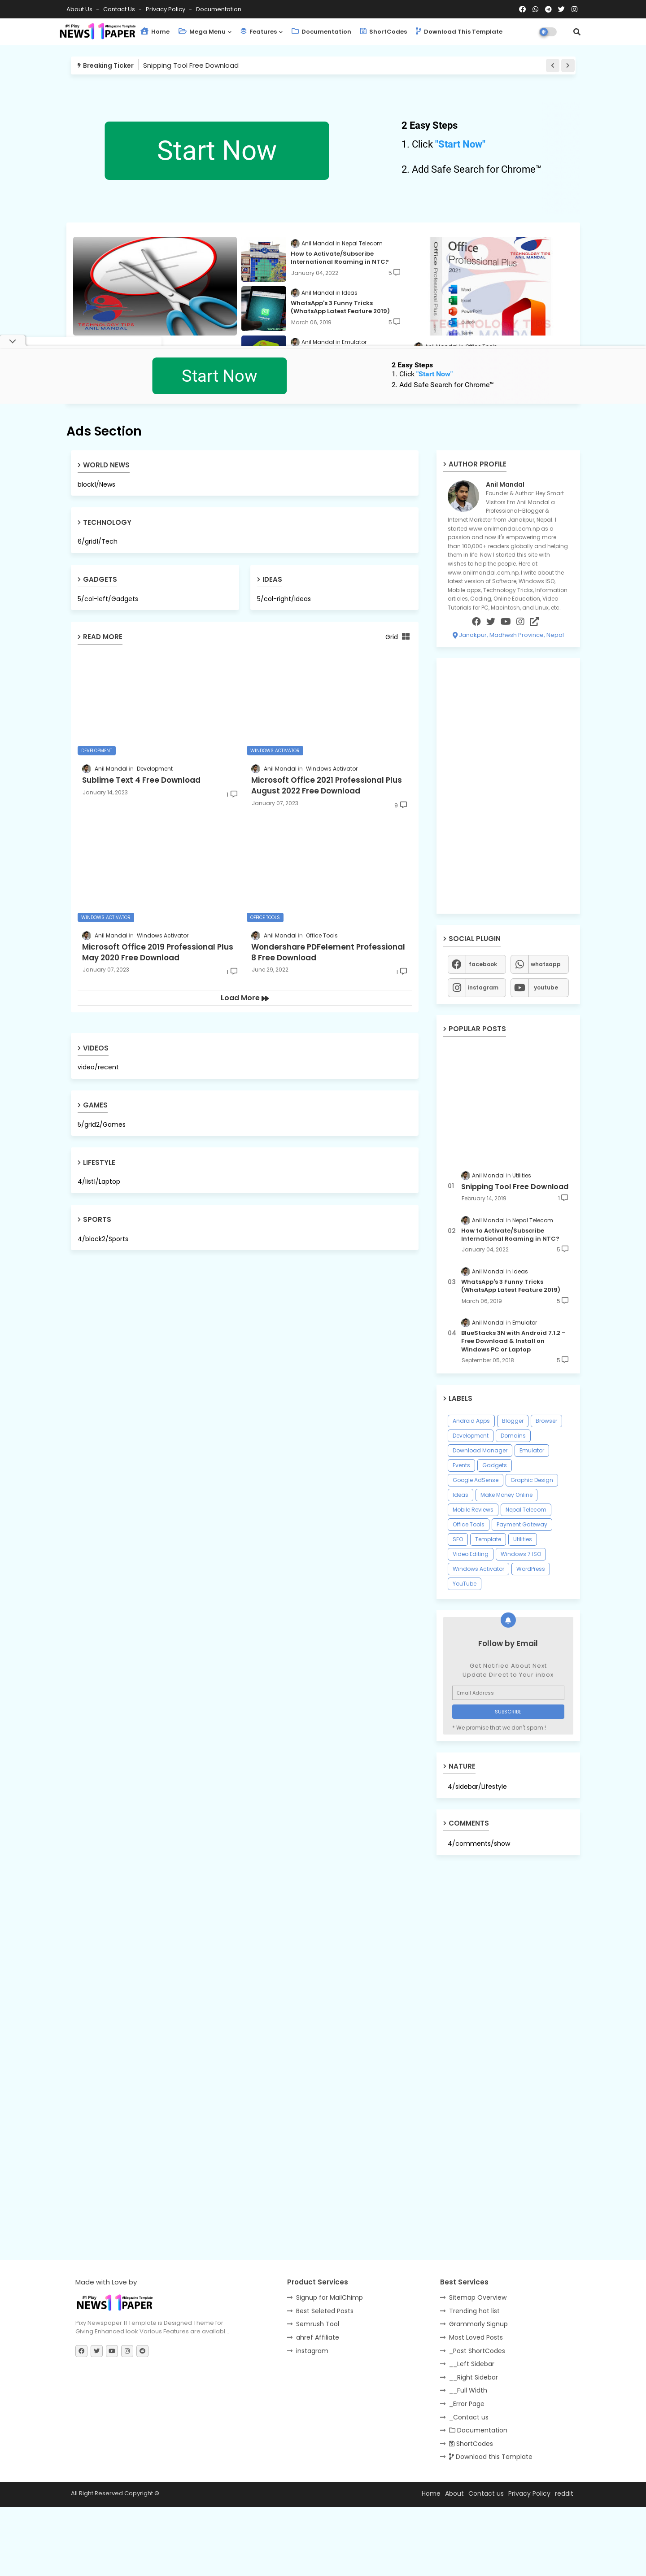 About Us - Contact Us - Privacy Policy - Documentation
#1 Pixy
NEWS 11 PAPER
Home
Mega Menu
Features
Documentation
ShortCodes
Download This Template
Breaking Ticker
Snipping Tool Free Download
Start Now
2 Easy Steps
1. Click "Start Now"
2. Add Safe Search for Chrome™
TECHNOLOGY TIPS
ANIL MANDAL
Anil Mandal in Nepal Telecom
How to Activate/Subscribe International Roaming in NTC?
January 04, 2022
5
Anil Mandal in Ideas
WhatsApp's 3 Funny Tricks (WhatsApp Latest Feature 2019)
March 06, 2019
5
Anil Mandal in Emulator
Office
Professional Plus
2021
Word
Excel
PowerPoint
Outlook
Start Now
2 Easy Steps
1. Click "Start Now"
2. Add Safe Search for Chrome™
Ads Section
WORLD NEWS
block1/News
TECHNOLOGY
6/grid1/Tech
GADGETS
5/col-left/Gadgets
IDEAS
5/col-right/Ideas
READ MORE
Grid
DEVELOPMENT
Anil Mandal in Development
Sublime Text 4 Free Download
January 14, 2023
1
WINDOWS ACTIVATOR
Anil Mandal in Windows Activator
Microsoft Office 2021 Professional Plus August 2022 Free Download
January 07, 2023
9
WINDOWS ACTIVATOR
Anil Mandal in Windows Activator
Microsoft Office 2019 Professional Plus May 2020 Free Download
January 07, 2023
1
OFFICE TOOLS
Anil Mandal in Office Tools
Wondershare PDFelement Professional 8 Free Download
June 29, 2022
1
Load More
VIDEOS
video/recent
GAMES
5/grid2/Games
LIFESTYLE
4/list1/Laptop
SPORTS
4/block2/Sports
AUTHOR PROFILE
Anil Mandal
Founder & Author: Hey Smart
Visitors I'm Anil Mandal a
Professional-Blogger &
Internet Marketer from Janakpur, Nepal. I
started www.anilmandal.com.np as a
passion and now it's empowering more
than 100,000+ readers globally and helping
them in life. Now I started this site with
wishes to help the people. Here at
www.anilmandal.com.np, I write about the
latest version of Software, Windows ISO,
Mobile apps, Technology Tricks, Information
articles, Coding, Online Education, Video
Tutorials for PC, Macintosh, and Linux, etc.
Janakpur, Madhesh Province, Nepal
SOCIAL PLUGIN
facebook
whatsapp
instagram
youtube
POPULAR POSTS
01
Anil Mandal in Utilities
Snipping Tool Free Download
February 14, 2019
1
02
Anil Mandal in Nepal Telecom
How to Activate/Subscribe International Roaming in NTC?
January 04, 2022
5
03
Anil Mandal in Ideas
WhatsApp's 3 Funny Tricks (WhatsApp Latest Feature 2019)
March 06, 2019
5
04
Anil Mandal in Emulator
BlueStacks 3N with Android 7.1.2 - Free Download & Install on Windows PC or Laptop
September 05, 2018
5
LABELS
Android Apps
Blogger
Browser
Development
Domains
Download Manager
Emulator
Events
Gadgets
Google AdSense
Graphic Design
Ideas
Make Money Online
Mobile Reviews
Nepal Telecom
Office Tools
Payment Gateway
SEO
Template
Utilities
Video Editing
Windows 7 ISO
Windows Activator
WordPress
YouTube
Follow by Email
Get Notified About Next
Update Direct to Your inbox
Email Address
SUBSCRIBE
* We promise that we don't spam !
NATURE
4/sidebar/Lifestyle
COMMENTS
4/comments/show
Made with Love by
#1 Pixy
Magazine Template
NEWS 11 PAPER
Pixy Newspaper 11 Template is Designed Theme for
Giving Enhanced look Various Features are availabl...
Product Services
Signup for MailChimp
Best Seleted Posts
Semrush Tool
ahref Affiliate
instagram
Best Services
Sitemap Overview
Trending hot list
Grammarly Signup
Most Loved Posts
_Post ShortCodes
__Left Sidebar
__Right Sidebar
__Full Width
_Error Page
_Contact us
Documentation
ShortCodes
Download this Template
All Right Reserved Copyright ©
Home About Contact us Privacy Policy reddit